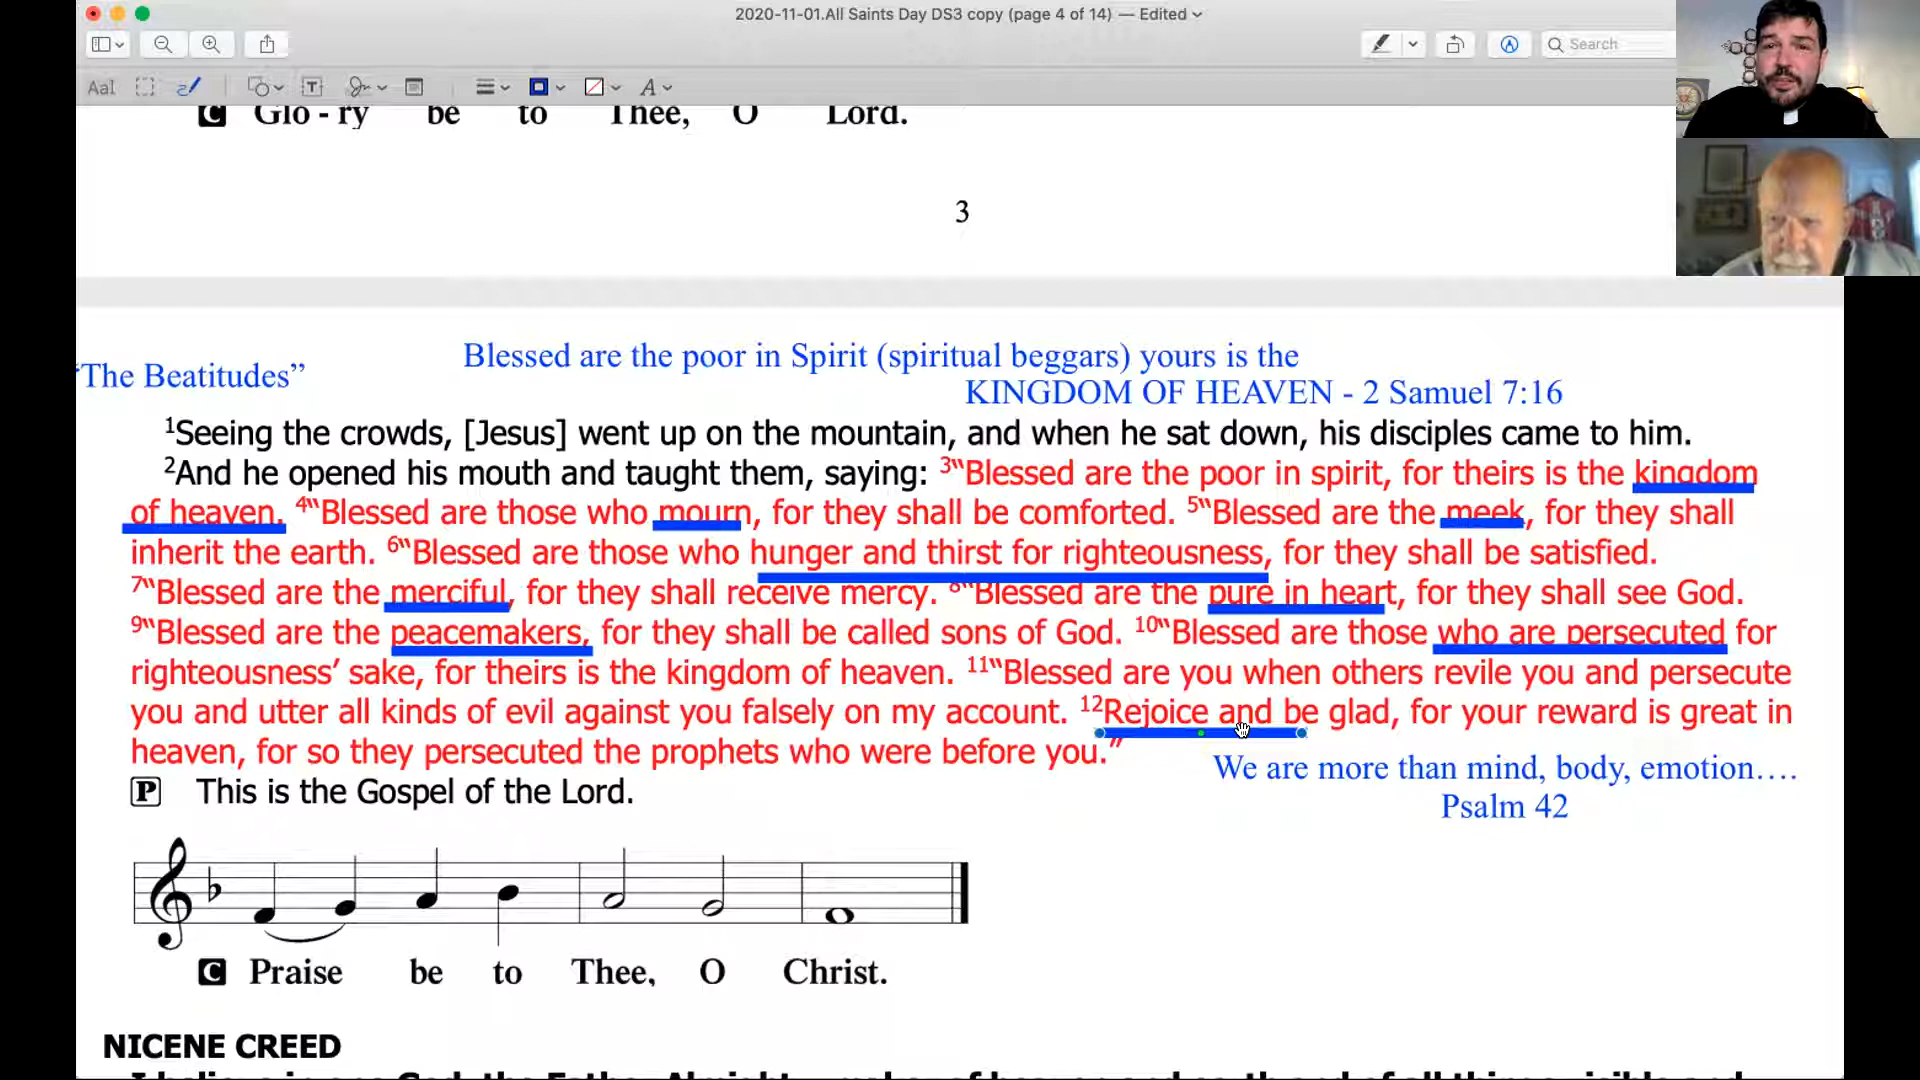 2020-11-01.All Saints Day DS3 copy (page 4 of 14) — Edited
Search
AaI
T
A
C Glo - ry be to Thee, O Lord.
3
"The Beatitudes”
Blessed are the poor in Spirit (spiritual beggars) yours is the
KINGDOM OF HEAVEN - 2 Samuel 7:16
1Seeing the crowds, [Jesus] went up on the mountain, and when he sat down, his disciples came to him.
2And he opened his mouth and taught them, saying: 3“Blessed are the poor in spirit, for theirs is the kingdom
of heaven. 4“Blessed are those who mourn, for they shall be comforted. 5“Blessed are the meek, for they shall
inherit the earth. 6“Blessed are those who hunger and thirst for righteousness, for they shall be satisfied.
7“Blessed are the merciful, for they shall receive mercy. 8“Blessed are the pure in heart, for they shall see God.
9“Blessed are the peacemakers, for they shall be called sons of God. 10“Blessed are those who are persecuted for
righteousness’ sake, for theirs is the kingdom of heaven. 11“Blessed are you when others revile you and persecute
you and utter all kinds of evil against you falsely on my account. 12Rejoice and be glad, for your reward is great in
heaven, for so they persecuted the prophets who were before you.”
We are more than mind, body, emotion….
Psalm 42
P This is the Gospel of the Lord.
C Praise be to Thee, O Christ.
NICENE CREED